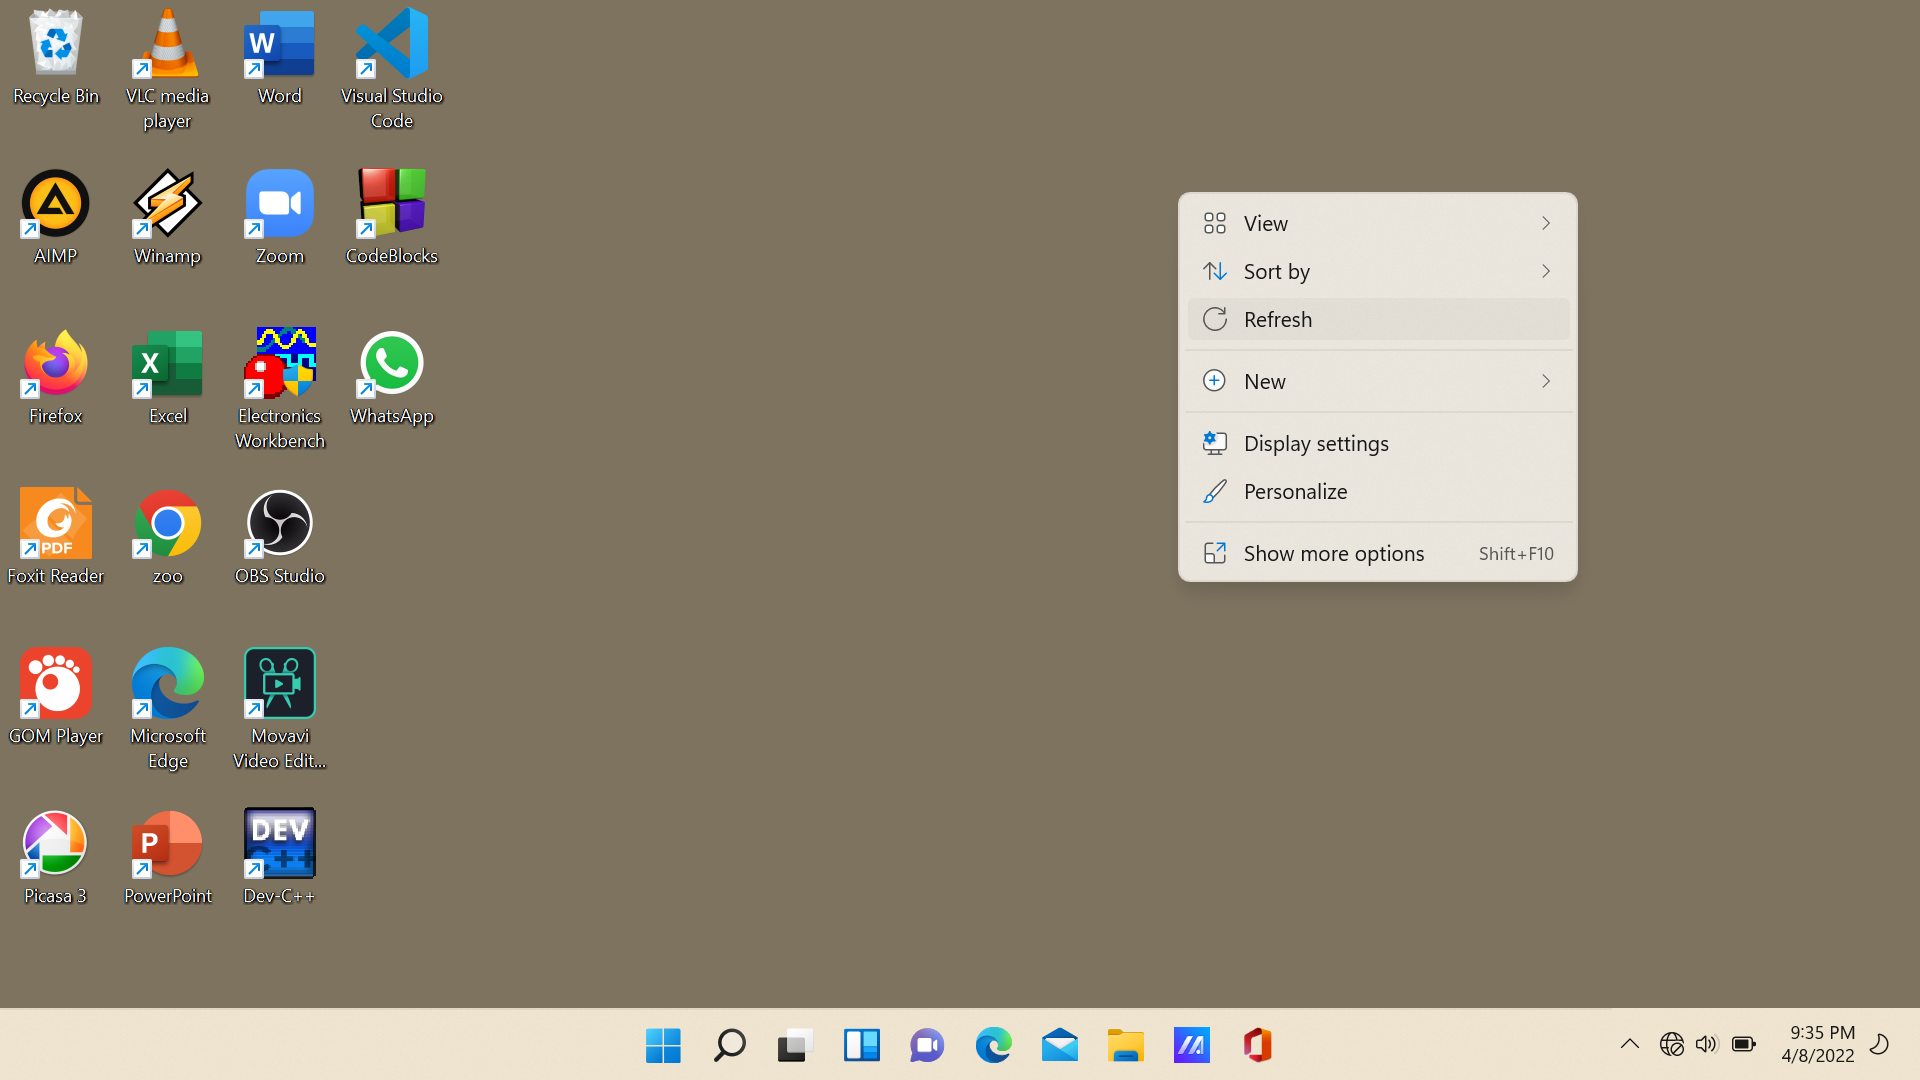 Recycle Bin
VLC media
player
Word
Visual Studio
Code
AIMP
Winamp
Zoom
CodeBlocks
Firefox
Excel
Electronics
Workbench
WhatsApp
PDF
Foxit Reader
zoo
OBS Studio
GOM Player
Microsoft
Edge
Movavi
Video Edit...
DEV
C++
Picasa 3
PowerPoint
Dev-C++
View
Sort by
Refresh
New
Display settings
Personalize
Show more options Shift+F10
9:35 PM
4/8/2022